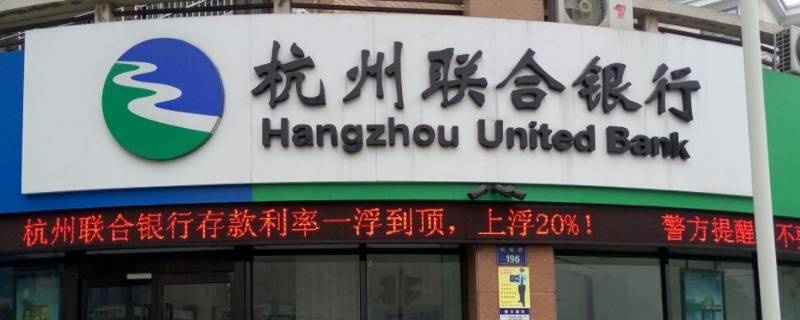 杭州联合银行
Hangzhou United Bank
杭州联合银行存款利率一浮到顶，上浮20%！ 警方提醒 不
196